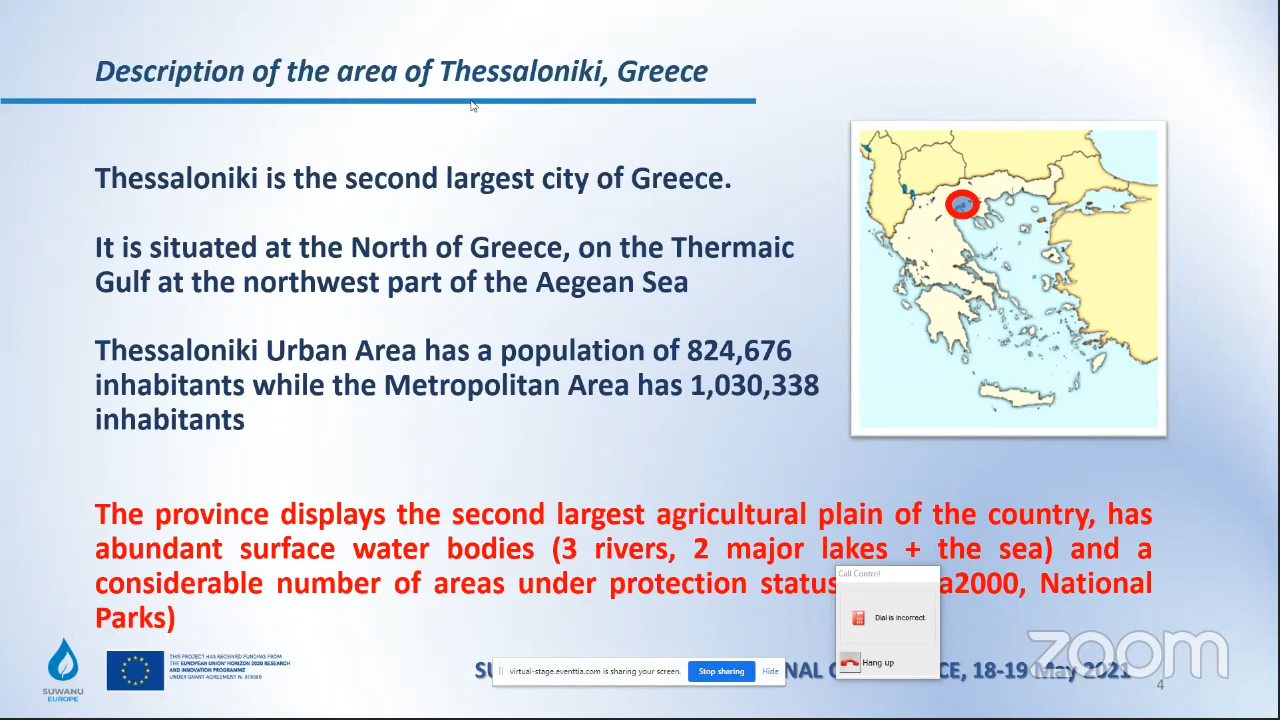 Description of the area of Thessaloniki, Greece
Thessaloniki is the second largest city of Greece.
It is situated at the North of Greece, on the Thermaic
Gulf at the northwest part of the Aegean Sea
Thessaloniki Urban Area has a population of 824,676
inhabitants while the Metropolitan Area has 1,030,338
inhabitants
The province displays the second largest agricultural plain of the country, has
abundant surface water bodies (3 rivers, 2 major lakes + the sea) and a
considerable number of areas under protection status a2000, National
Parks)
Call Control
Dial is incorrect.
Hang up
SUWANU
EUROPE
THIS PROJECT HAS RECEIVED FUNDING FROM
THE EUROPEAN UNION' HORIZON 2020 RESEARCH
AND INNOVATION PROGRAMME
UNDER GRANT AGREEMENT N.
virtual-stage.eventtia.com is sharing your screen. Stop sharing Hide
18-19 May 2021
zoom
4